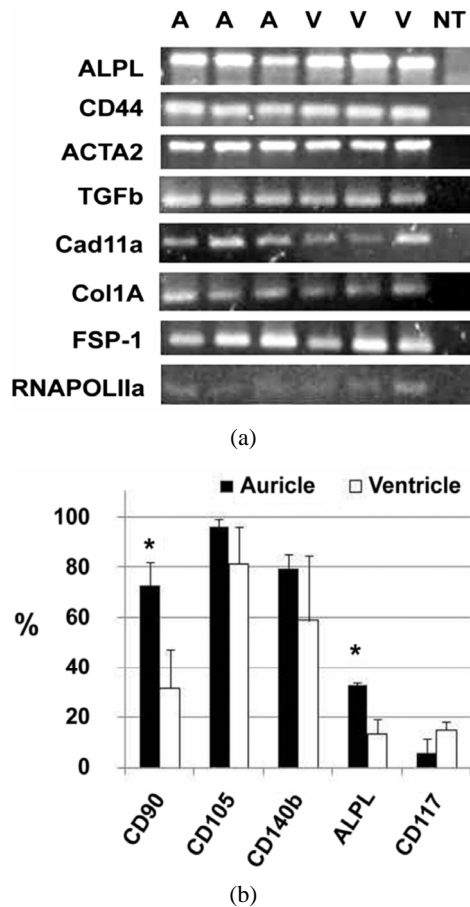 A A A V V V NT
ALPL
CD44
ACTA2
TGFb
Cad11a
Col1A
FSP-1
RNAPOLIIa
(a)
Auricle Ventricle
100
80
60
40
20
0
%
*
*
CD90
CD105
CD140b
ALPL
CD117
(b)